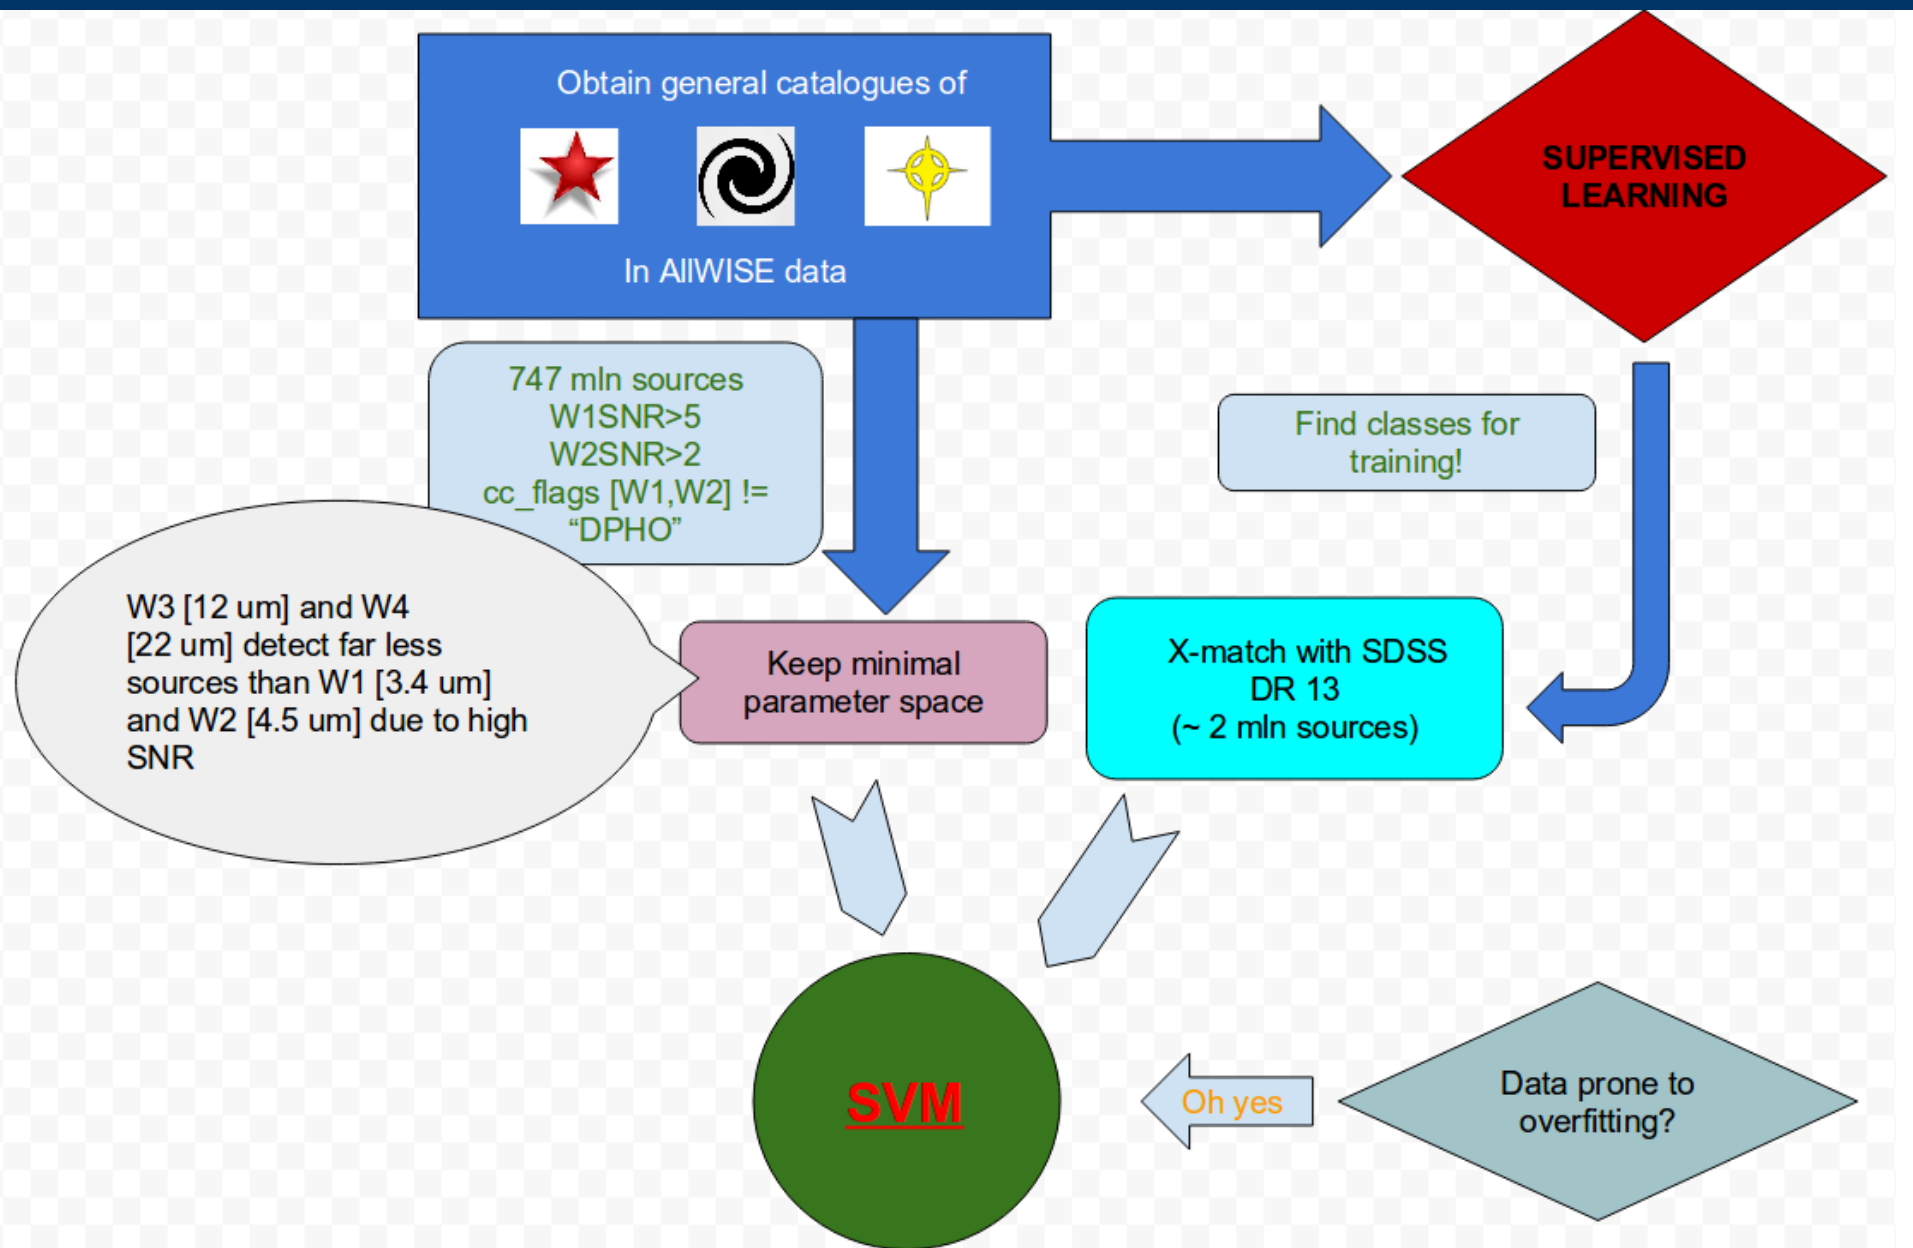 Obtain general catalogues of
In AllWISE data
SUPERVISED
LEARNING
747 mln sources
W1SNR>5
W2SNR>2
cc_flags [W1,W2] !=
“DPHO”
Find classes for
training!
W3 [12 um] and W4
[22 um] detect far less
sources than W1 [3.4 um]
and W2 [4.5 um] due to high
SNR
Keep minimal
parameter space
X-match with SDSS
DR 13
(~ 2 mln sources)
SVM
Oh yes
Data prone to
overfitting?